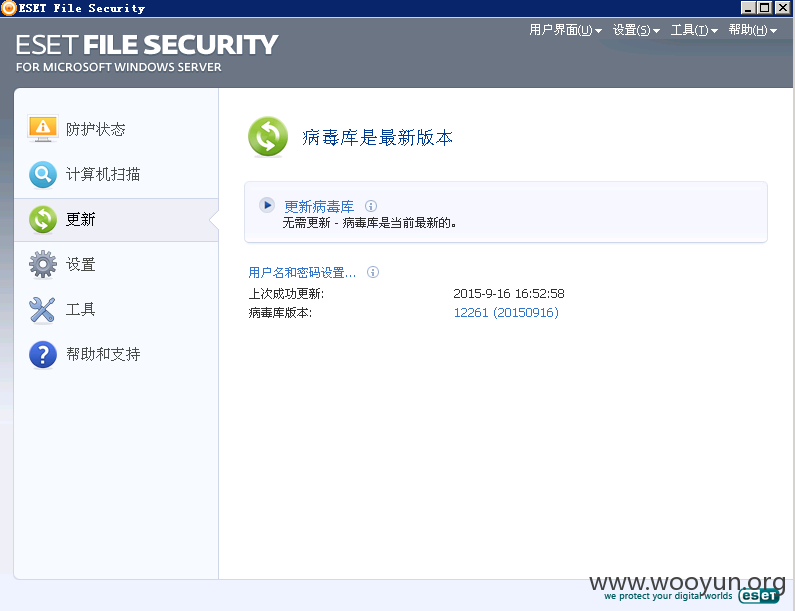 ESET File Security
ESET FILE SECURITY
FOR MICROSOFT WINDOWS SERVER
用户界面(U) 设置(S) 工具(T) 帮助(H)
防护状态
计算机扫描
更新
设置
工具
帮助和支持
病毒库是最新版本
更新病毒库
无需更新 - 病毒库是当前最新的。
用户名和密码设置...
上次成功更新: 2015-9-16 16:52:58
病毒库版本: 12261 (20150916)
www.wooyun.org
we protect your digital worlds eset